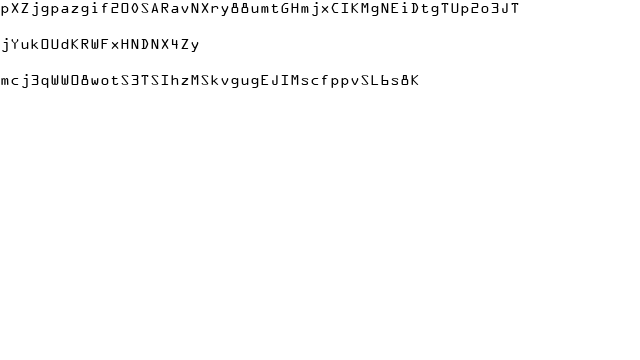 pXZjgpazgif2O0SARavNXry88umtGHmjxCIKMgNEiDtgTUp2o3JT
jYukOUdKRWFxHNDNX4Zy
mcj3qWWO8wotS3TSIhzMSkvgugEJIMscfppvSL6s8K